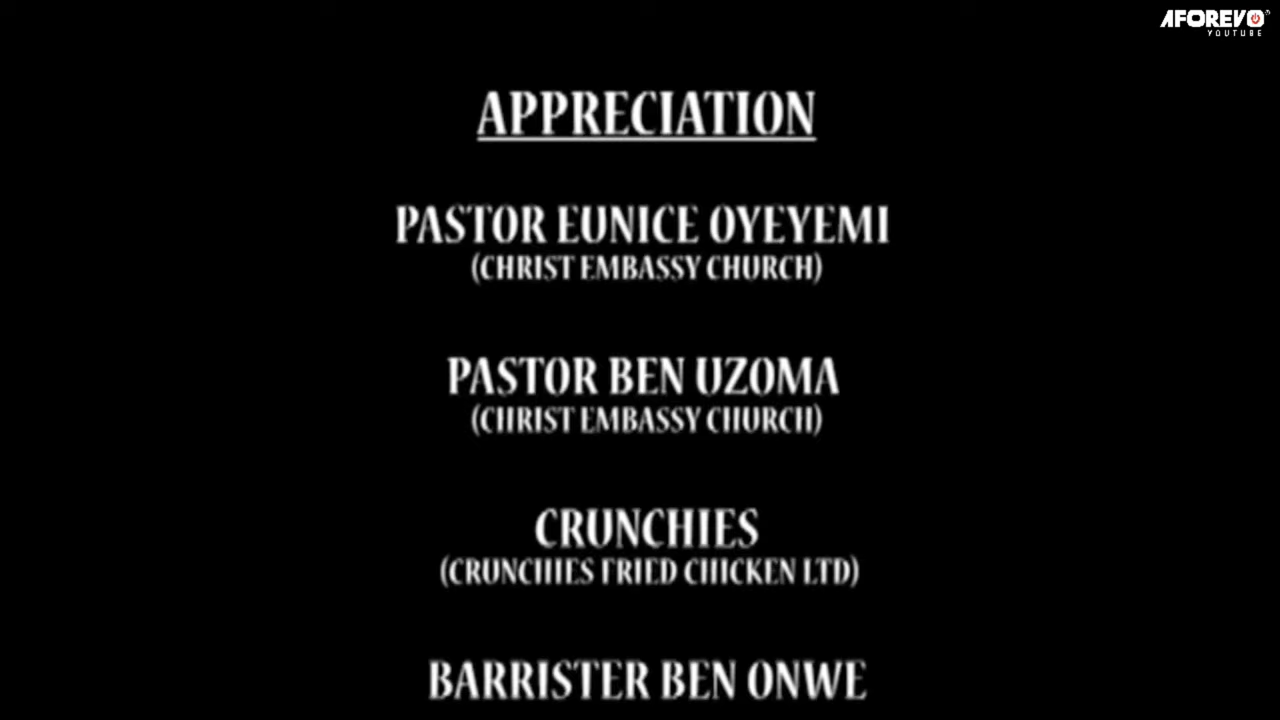 AFOREVO
YOUTUBE
APPRECIATION
PASTOR EUNICE OYEYEMI
(CHRIST EMBASSY CHURCH)
PASTOR BEN UZOMA
(CHRIST EMBASSY CHURCH)
CRUNCHIES
(CRUNCHIES FRIED CHICKEN LTD)
BARRISTER BEN ONWE